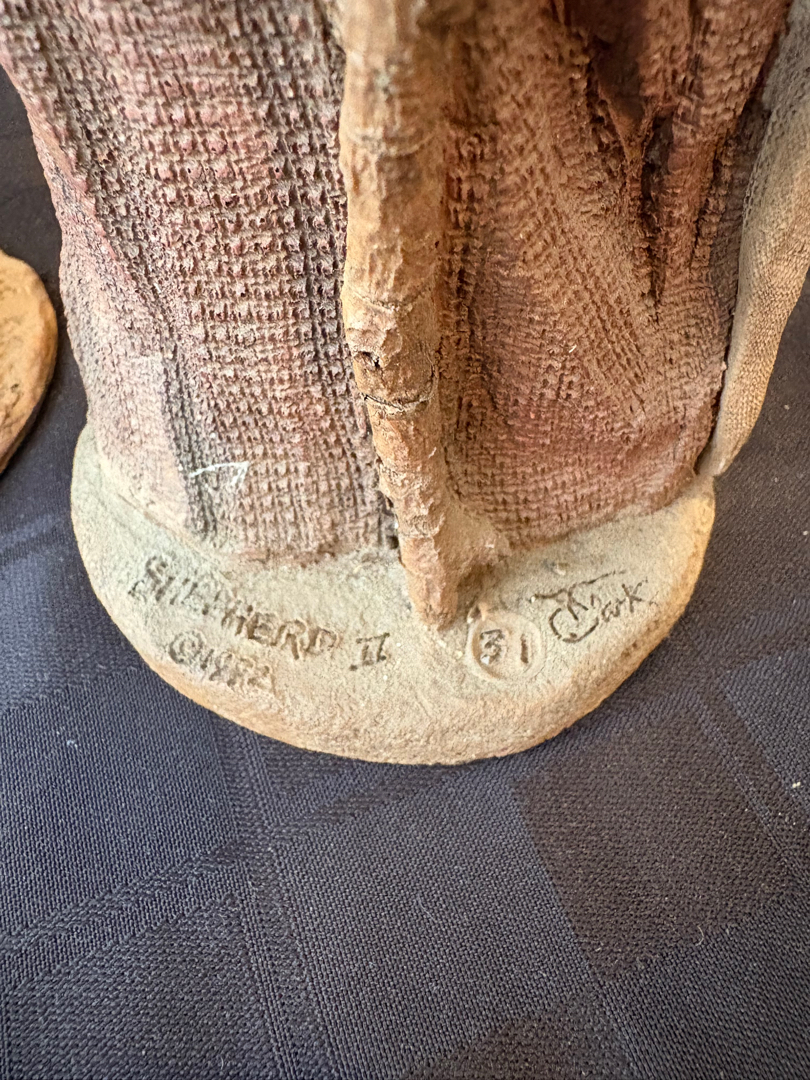 SHEPHERD II
©1982
31
T Clark